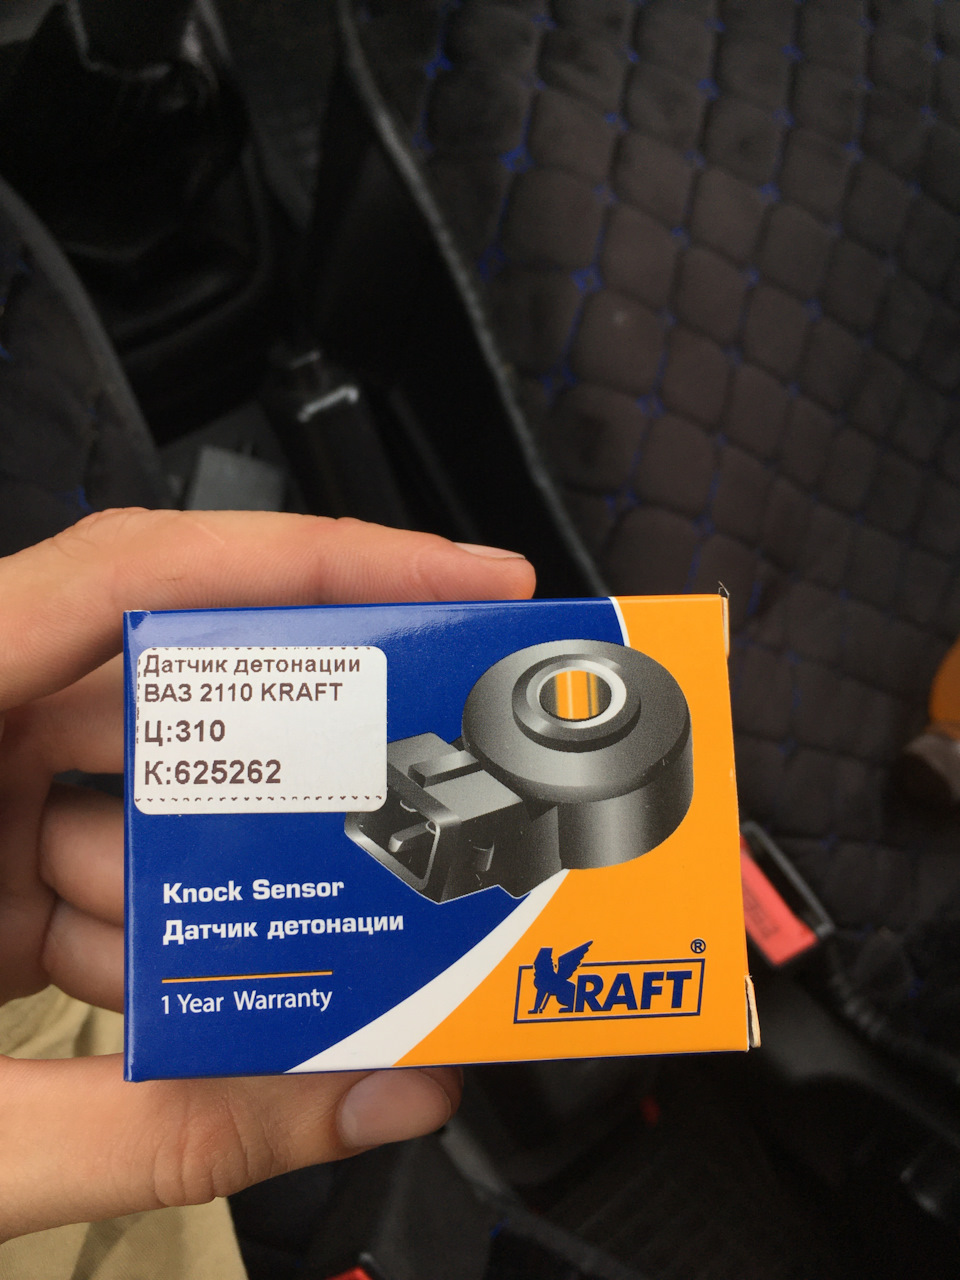 Датчик детонации
ВАЗ 2110 KRAFT
Ц:310
К:625262
Knock Sensor
Датчик детонации
1 Year Warranty
KRAFT®